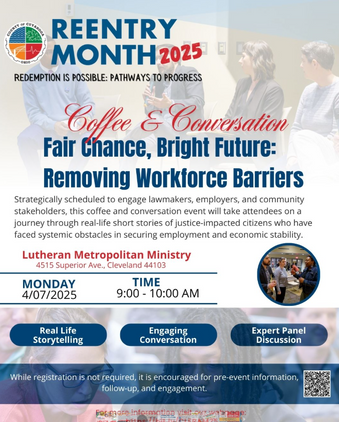 REENTRY
MONTH 2025
REDEMPTION IS POSSIBLE: PATHWAYS TO PROGRESS
Coffee & Conversation
Fair Chance, Bright Future:
Removing Workforce Barriers
Strategically scheduled to engage lawmakers, employers, and community
stakeholders, this coffee and conversation event will take attendees on a
journey through real-life short stories of justice-impacted citizens who have
faced systemic obstacles in securing employment and economic stability.
Lutheran Metropolitan Ministry
4515 Superior Ave., Cleveland 44103
MONDAY
4/07/2025
TIME
9:00 - 10:00 AM
Real Life
Storytelling
Engaging
Conversation
Expert Panel
Discussion
While registration is not required, it is encouraged for pre-event information,
follow-up, and engagement.
For more information visit our